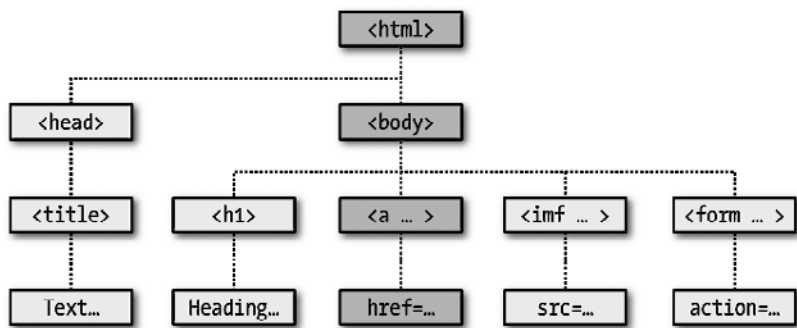 <html>
<head> <body>
<title> <h1> <a … > <imf … > <form … >
Text… Heading… href=… src=… action=…